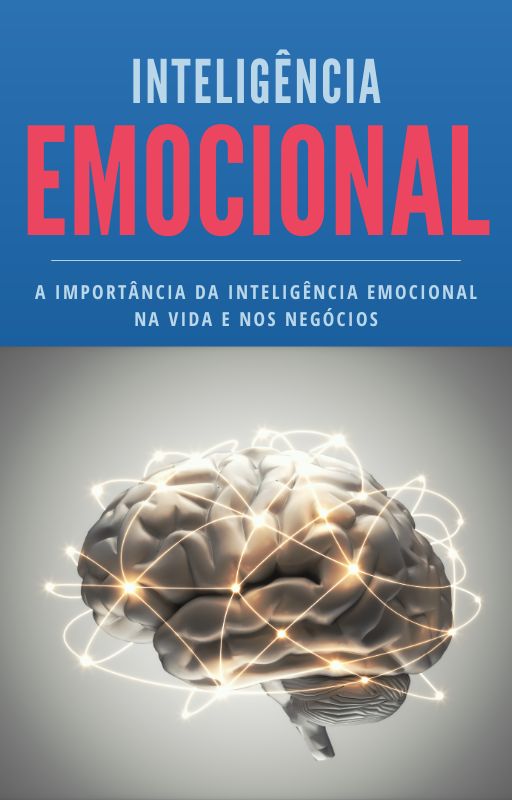 INTELIGÊNCIA
EMOCIONAL
A IMPORTÂNCIA DA INTELIGÊNCIA EMOCIONAL
NA VIDA E NOS NEGÓCIOS